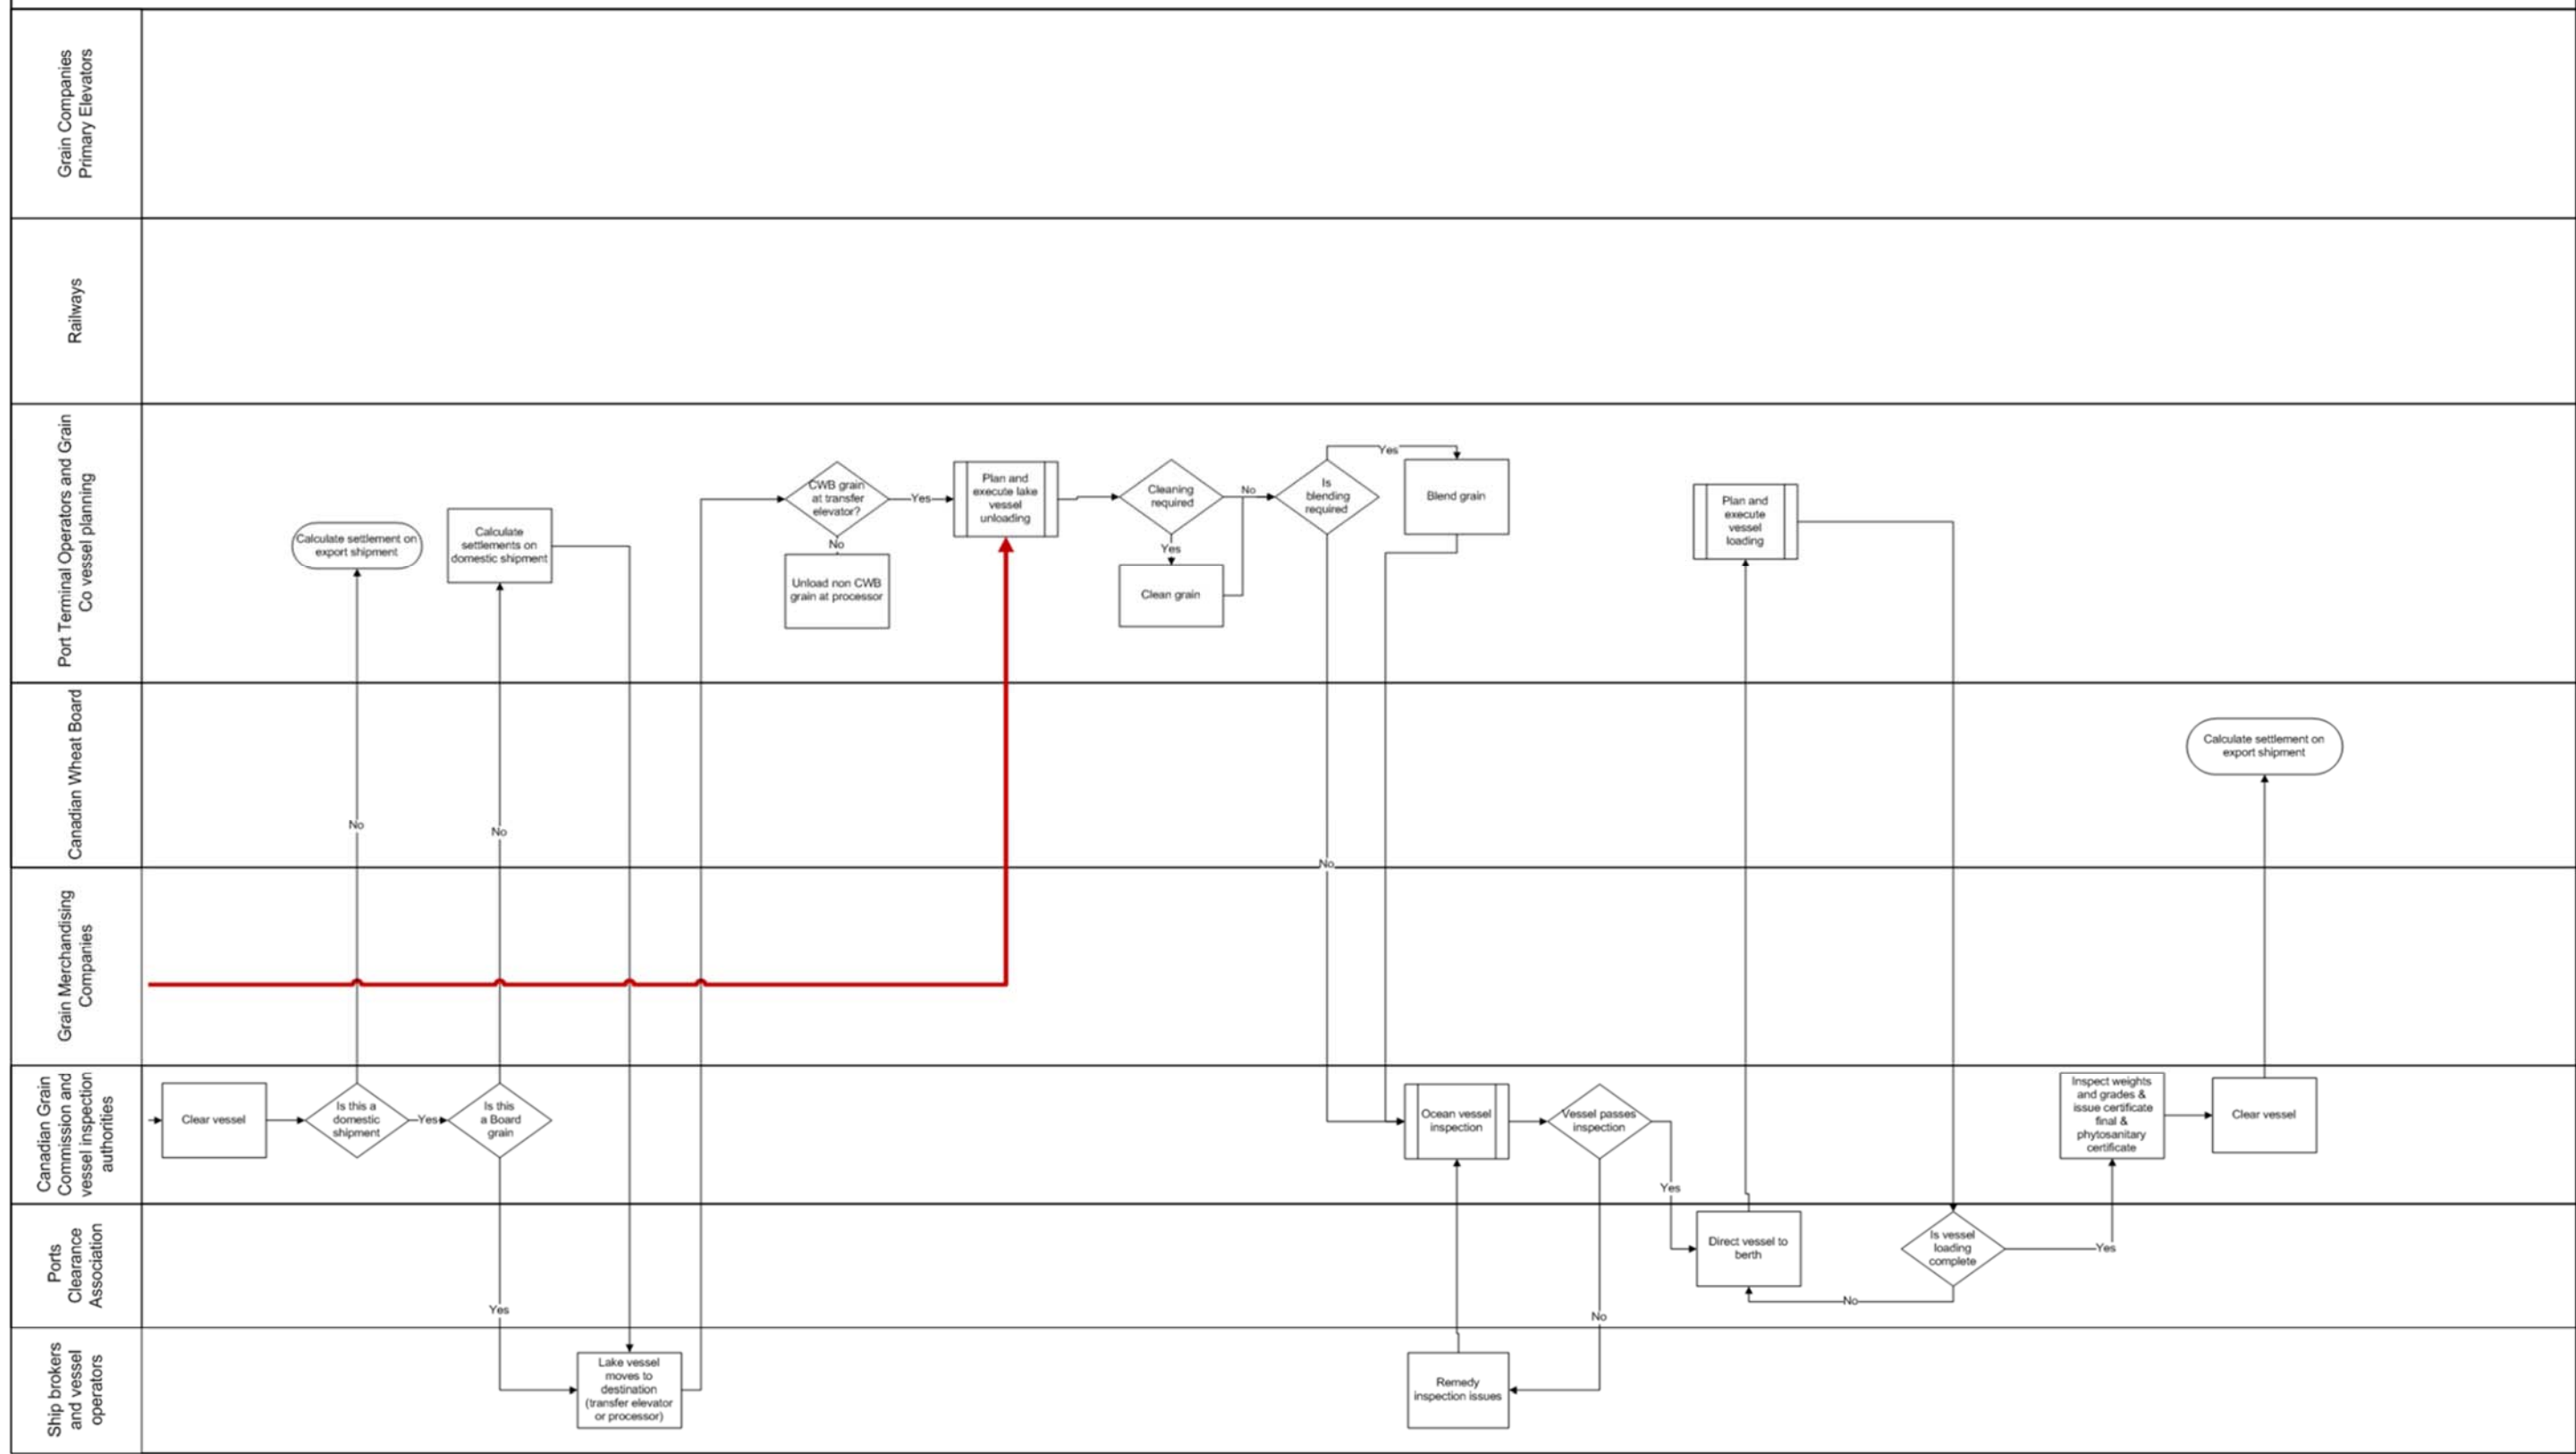 Grain Companies
Primary Elevators
Railways
Port Terminal Operators and Grain
Co vessel planning
Calculate settlement on
export shipment
Calculate
settlements on
domestic shipment
CWB grain
at transfer
elevator?
Yes
No
Unload non CWB
grain at processor
Plan and
execute lake
vessel
unloading
Cleaning
required
No
Yes
Clean grain
Is
blending
required
Yes
Blend grain
Plan and
execute
vessel
loading
Canadian Wheat Board
No
No
No
Calculate settlement on
export shipment
Grain Merchandising
Companies
Canadian Grain
Commission and
vessel inspection
authorities
Clear vessel
Is this a
domestic
shipment
Yes
Is this
a Board
grain
Ocean vessel
inspection
Vessel passes
inspection
Yes
Inspect weights
and grades &
issue certificate
final &
phytosanitary
certificate
Clear vessel
Ports
Clearance
Association
Yes
No
Direct vessel to
berth
Is vessel
loading
complete
Yes
No
Ship brokers
and vessel
operators
Lake vessel
moves to
destination
(transfer elevator
or processor)
Remedy
inspection issues